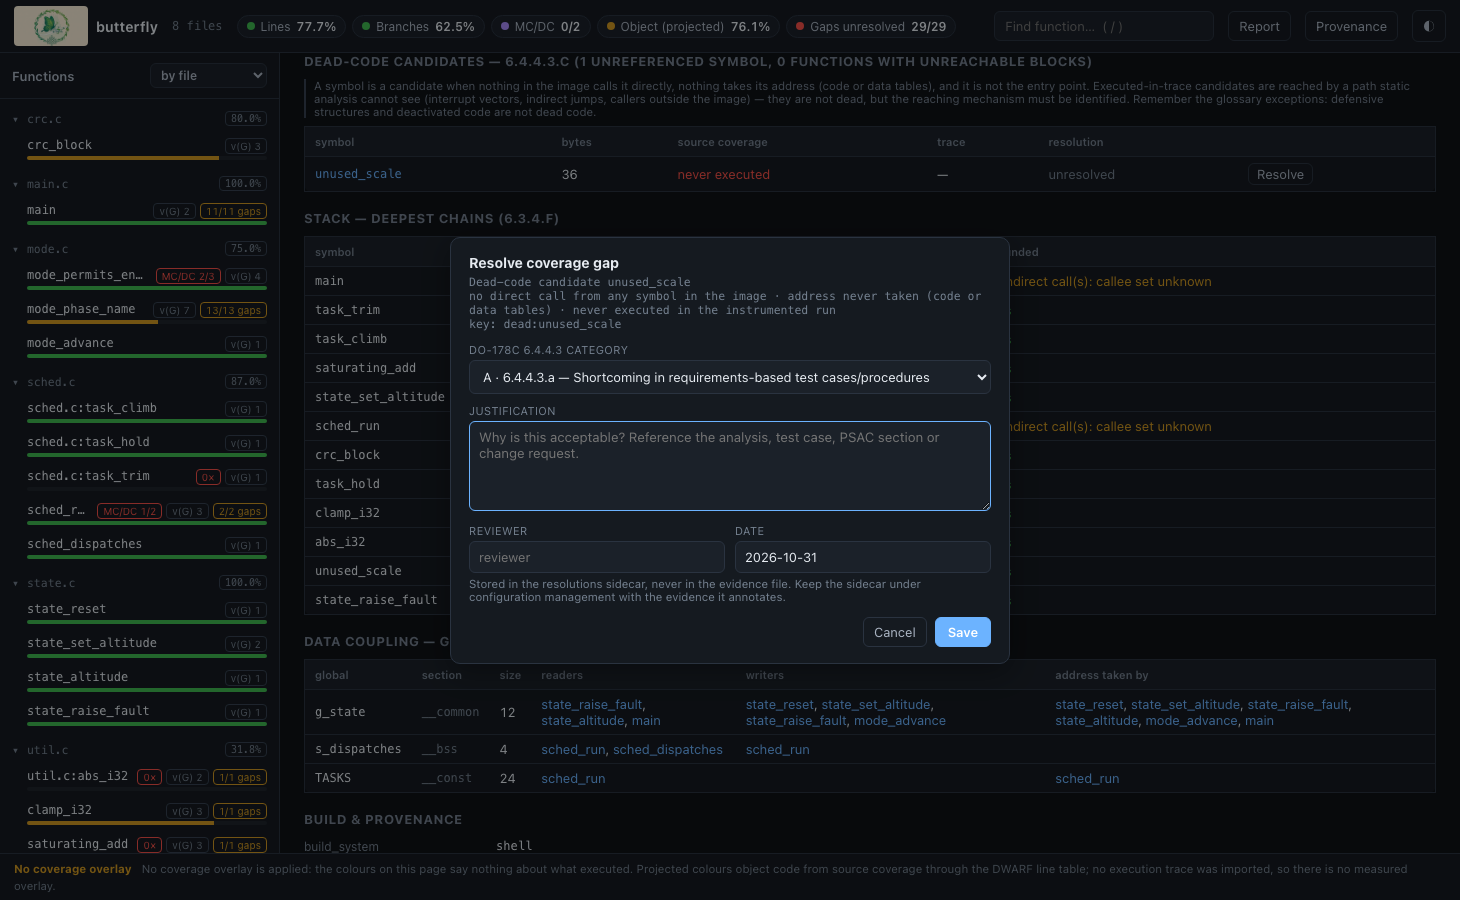 butterfly 8 files Lines 77.7% Branches 62.5% MC/DC 0/2 Object (projected) 76.1% Gaps unresolved 29/29 Find function... ( / ) Report Provenance
Functions by file
crc.c 80.0%
crc_block v(G) 3
main.c 100.0%
main v(G) 2 11/11 gaps
mode.c 75.0%
mode_permits_en… MC/DC 2/3 v(G) 4
mode_phase_name v(G) 7 13/13 gaps
mode_advance v(G) 1
sched.c 87.0%
sched.c:task_climb v(G) 1
sched.c:task_hold v(G) 1
sched.c:task_trim 0× v(G) 1
sched_r… MC/DC 1/2 v(G) 3 2/2 gaps
sched_dispatches v(G) 1
state.c 100.0%
state_reset v(G) 1
state_set_altitude v(G) 2
state_altitude v(G) 1
state_raise_fault v(G) 1
util.c 31.8%
util.c:abs_i32 0× v(G) 2 1/1 gaps
clamp_i32 v(G) 3 1/1 gaps
saturating_add 0× v(G) 3 1/1 gaps
DEAD-CODE CANDIDATES — 6.4.4.3.C (1 UNREFERENCED SYMBOL, 0 FUNCTIONS WITH UNREACHABLE BLOCKS)
A symbol is a candidate when nothing in the image calls it directly, nothing takes its address (code or data tables), and it is not the entry point. Executed-in-trace candidates are reached by a path static
analysis cannot see (interrupt vectors, indirect jumps, callers outside the image) — they are not dead, but the reaching mechanism must be identified. Remember the glossary exceptions: defensive
structures and deactivated code are not dead code.
symbol bytes source coverage trace resolution
unused_scale 36 never executed — unresolved Resolve
STACK — DEEPEST CHAINS (6.3.4.F)
symbol nded
main ndirect call(s): callee set unknown
task_trim
task_climb
saturating_add
state_set_altitude
sched_run ndirect call(s): callee set unknown
crc_block
task_hold
clamp_i32
abs_i32
unused_scale
state_raise_fault
Resolve coverage gap
Dead-code candidate unused_scale
no direct call from any symbol in the image · address never taken (code or
data tables) · never executed in the instrumented run
key: dead:unused_scale
DO-178C 6.4.4.3 CATEGORY
A · 6.4.4.3.a — Shortcoming in requirements-based test cases/procedures
JUSTIFICATION
Why is this acceptable? Reference the analysis, test case, PSAC section or
change request.
REVIEWER DATE
reviewer 2026-10-31
Stored in the resolutions sidecar, never in the evidence file. Keep the sidecar under
configuration management with the evidence it annotates.
Cancel Save
DATA COUPLING — G
global section size readers writers address taken by
g_state __common 12 state_raise_fault, state_reset, state_set_altitude, state_reset, state_set_altitude, state_raise_fault,
state_altitude, main state_raise_fault, mode_advance state_altitude, mode_advance, main
s_dispatches __bss 4 sched_run, sched_dispatches sched_run
TASKS __const 24 sched_run sched_run
BUILD & PROVENANCE
build_system shell
No coverage overlay No coverage overlay is applied: the colours on this page say nothing about what executed. Projected colours object code from source coverage through the DWARF line table; no execution trace was imported, so there is no measured
overlay.